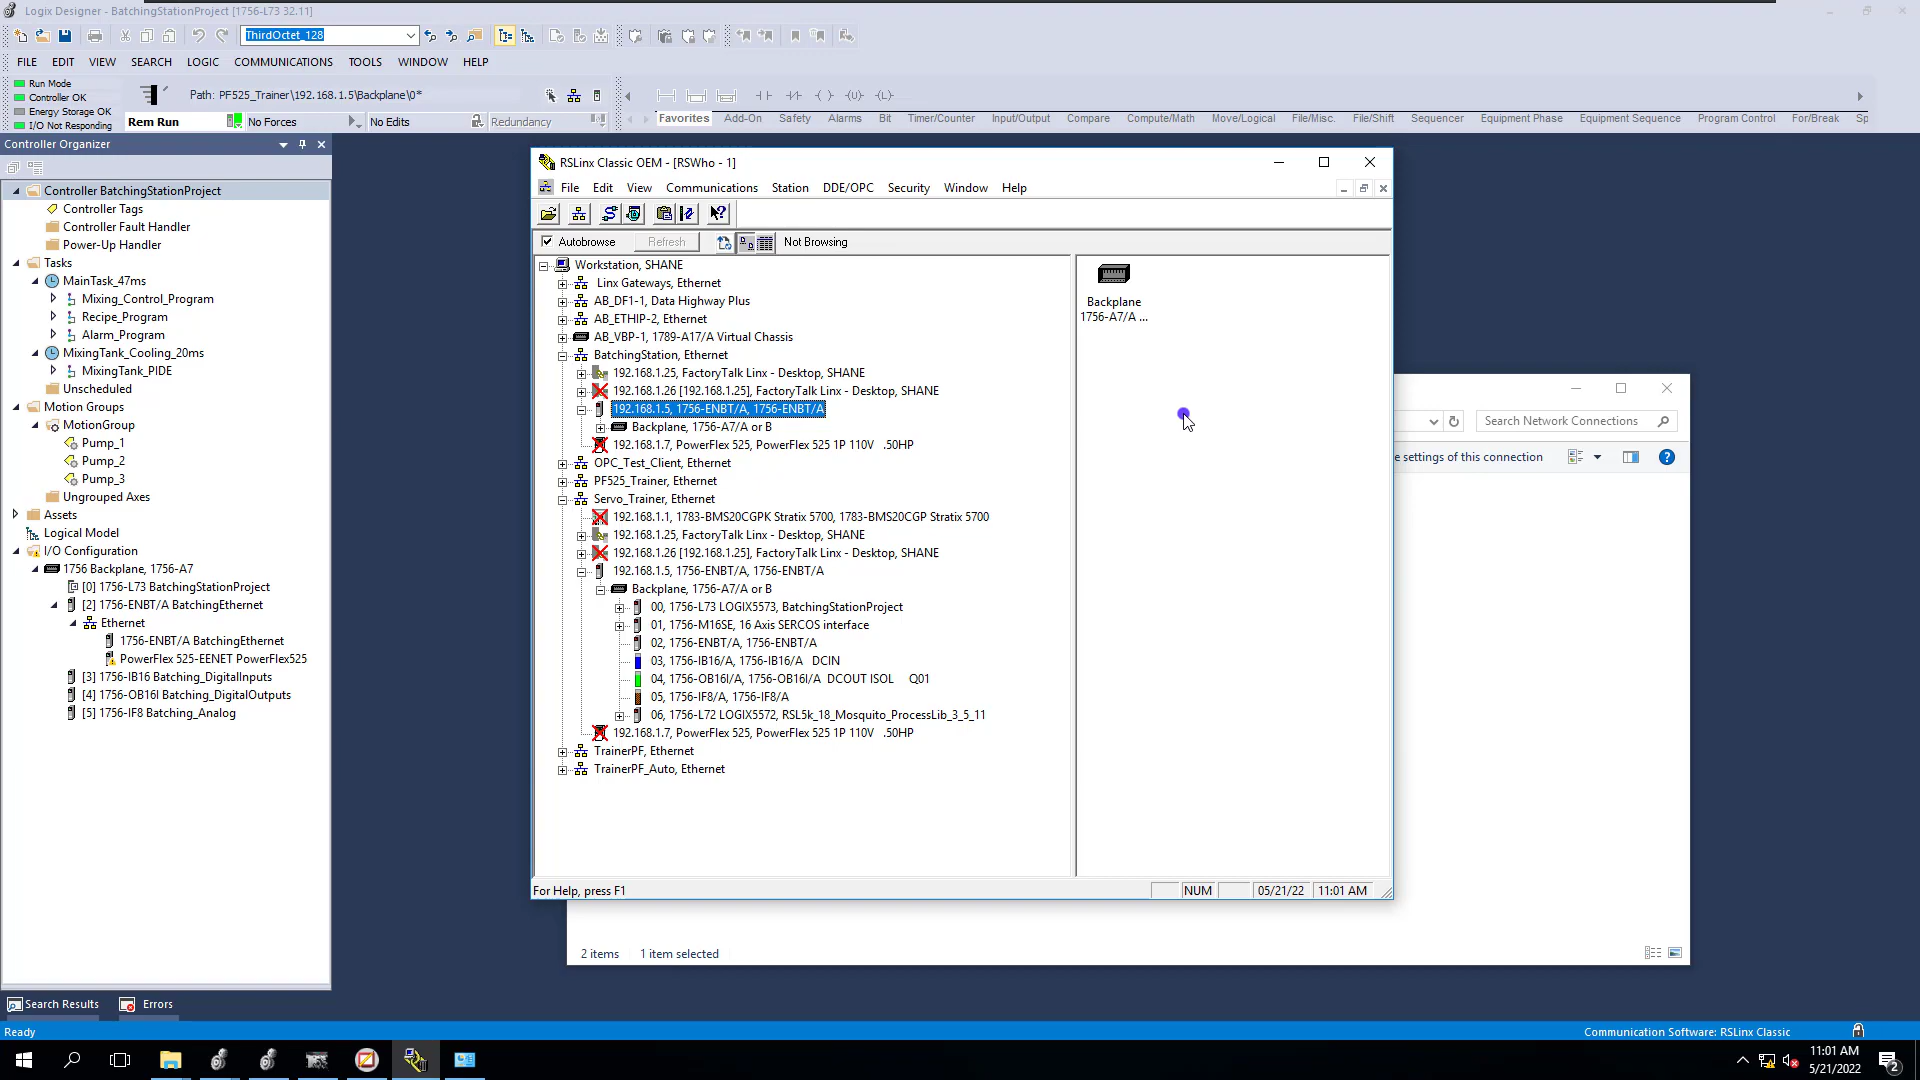 Logix Designer - BatchingStationProject [1756-L73 32.11]
ThirdOctet_128
FILE EDIT VIEW SEARCH LOGIC COMMUNICATIONS TOOLS WINDOW HELP
Run Mode
Controller OK
Energy Storage OK
I/O Not Responding
Path: PF525_Trainer\192.168.1.5\Backplane\0*
Rem Run No Forces No Edits Redundancy
Favorites Add-On Safety Alarms Bit Timer/Counter Input/Output Compare Compute/Math Move/Logical File/Misc. File/Shift Sequencer Equipment Phase Equipment Sequence Program Control For/Break Sp
Controller Organizer
Controller BatchingStationProject
Controller Tags
Controller Fault Handler
Power-Up Handler
Tasks
MainTask_47ms
Mixing_Control_Program
Recipe_Program
Alarm_Program
MixingTank_Cooling_20ms
MixingTank_PIDE
Unscheduled
Motion Groups
MotionGroup
Pump_1
Pump_2
Pump_3
Ungrouped Axes
Assets
Logical Model
I/O Configuration
1756 Backplane, 1756-A7
[0] 1756-L73 BatchingStationProject
[2] 1756-ENBT/A BatchingEthernet
Ethernet
1756-ENBT/A BatchingEthernet
PowerFlex 525-EENET PowerFlex525
[3] 1756-IB16 Batching_DigitalInputs
[4] 1756-OB16I Batching_DigitalOutputs
[5] 1756-IF8 Batching_Analog
RSLinx Classic OEM - [RSWho - 1]
File Edit View Communications Station DDE/OPC Security Window Help
Autobrowse Refresh Not Browsing
Workstation, SHANE
Linx Gateways, Ethernet
AB_DF1-1, Data Highway Plus
AB_ETHIP-2, Ethernet
AB_VBP-1, 1789-A17/A Virtual Chassis
BatchingStation, Ethernet
192.168.1.25, FactoryTalk Linx - Desktop, SHANE
192.168.1.26 [192.168.1.25], FactoryTalk Linx - Desktop, SHANE
192.168.1.5, 1756-ENBT/A, 1756-ENBT/A
Backplane, 1756-A7/A or B
192.168.1.7, PowerFlex 525, PowerFlex 525 1P 110V .50HP
OPC_Test_Client, Ethernet
PF525_Trainer, Ethernet
Servo_Trainer, Ethernet
192.168.1.1, 1783-BMS20CGPK Stratix 5700, 1783-BMS20CGP Stratix 5700
192.168.1.25, FactoryTalk Linx - Desktop, SHANE
192.168.1.26 [192.168.1.25], FactoryTalk Linx - Desktop, SHANE
192.168.1.5, 1756-ENBT/A, 1756-ENBT/A
Backplane, 1756-A7/A or B
00, 1756-L73 LOGIX5573, BatchingStationProject
01, 1756-M16SE, 16 Axis SERCOS interface
02, 1756-ENBT/A, 1756-ENBT/A
03, 1756-IB16/A, 1756-IB16/A DCIN
04, 1756-OB16I/A, 1756-OB16I/A DCOUT ISOL Q01
05, 1756-IF8/A, 1756-IF8/A
06, 1756-L72 LOGIX5572, RSL5k_18_Mosquito_ProcessLib_3_5_11
192.168.1.7, PowerFlex 525, PowerFlex 525 1P 110V .50HP
TrainerPF, Ethernet
TrainerPF_Auto, Ethernet
Backplane
1756-A7/A ...
For Help, press F1 NUM 05/21/22 11:01 AM
Search Network Connections
e settings of this connection
2 items 1 item selected
Search Results Errors
Ready Communication Software: RSLinx Classic
11:01 AM
5/21/2022
2